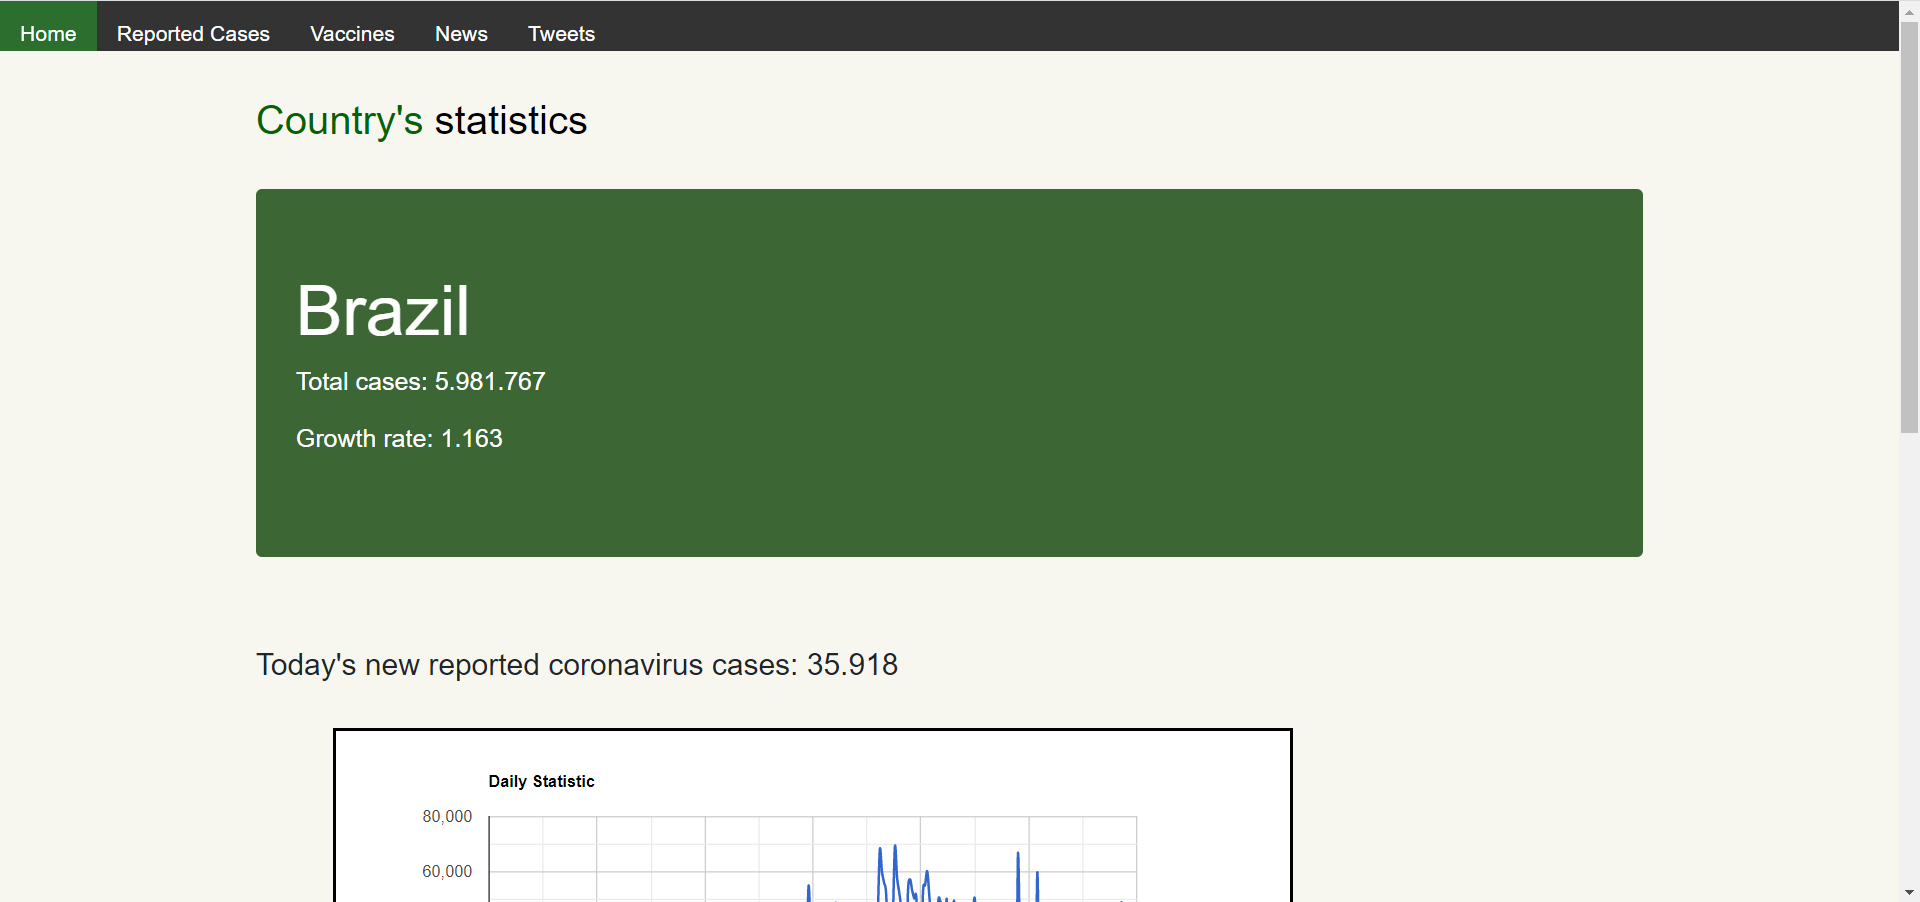 Home Reported Cases Vaccines News Tweets
Country's statistics
Brazil
Total cases: 5.981.767
Growth rate: 1.163
Today's new reported coronavirus cases: 35.918
Daily Statistic
80,000
60,000